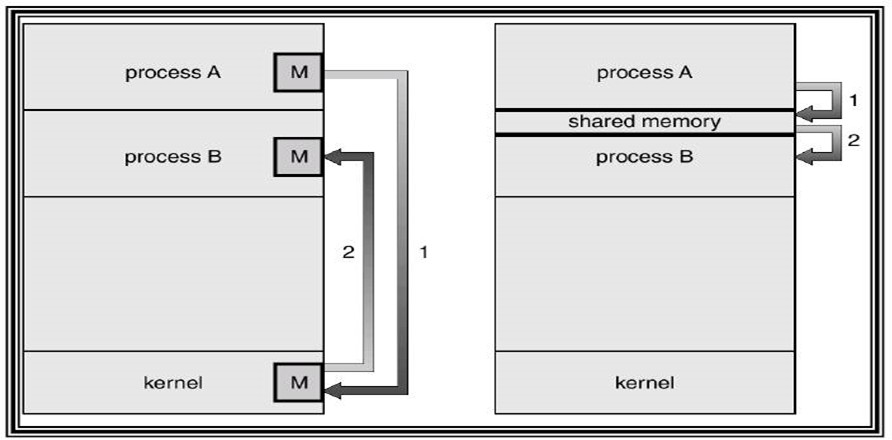 process A
M
process B
M
2
1
kernel
M
process A
1
shared memory
2
process B
kernel